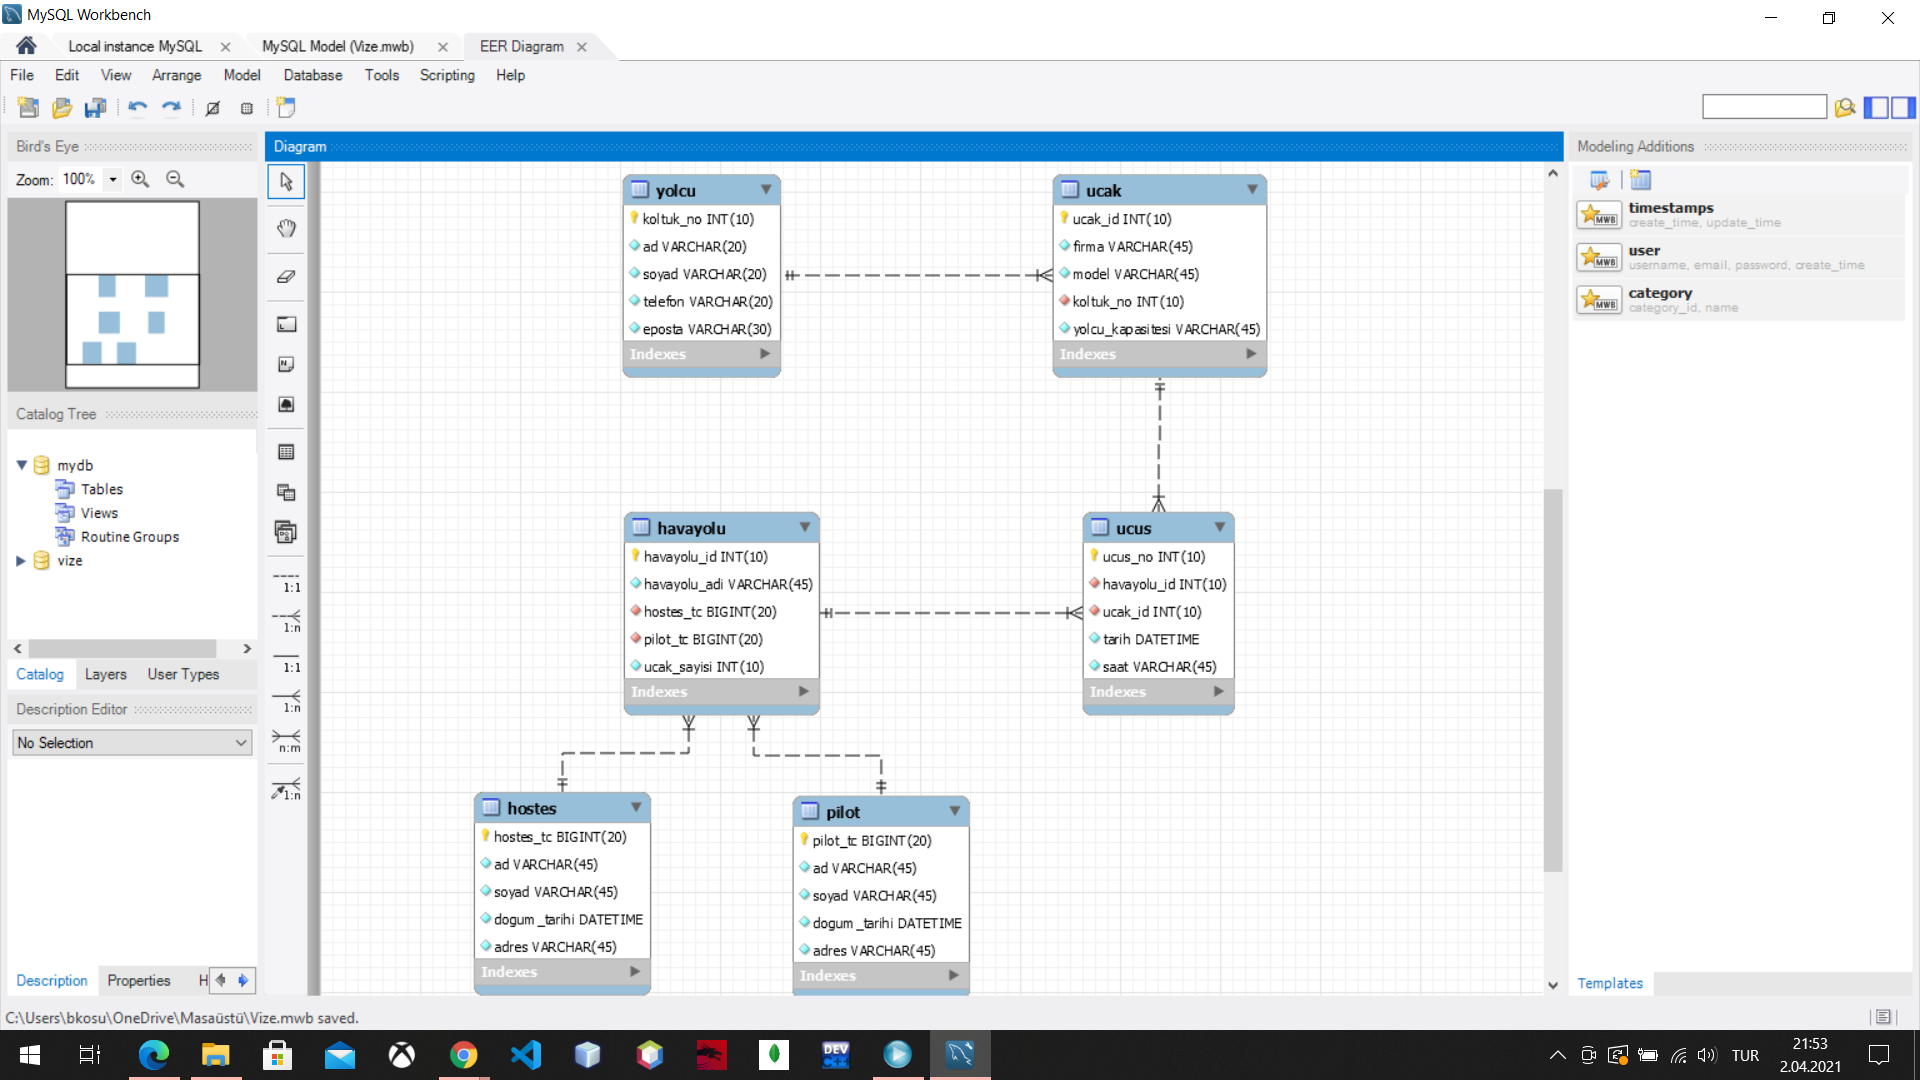 MySQL Workbench
Local instance MySQL
MySQL Model (Vize.mwb)
EER Diagram
File Edit View Arrange Model Database Tools Scripting Help
Bird's Eye
Zoom: 100%
Catalog Tree
mydb
Tables
Views
Routine Groups
vize
Catalog Layers User Types
Description Editor
No Selection
Description Properties H
Diagram
1:1
1:n
1:1
1:n
n:m
1:n
yolcu
koltuk_no INT(10)
ad VARCHAR(20)
soyad VARCHAR(20)
telefon VARCHAR(20)
eposta VARCHAR(30)
Indexes
ucak
ucak_id INT(10)
firma VARCHAR(45)
model VARCHAR(45)
koltuk_no INT(10)
yolcu_kapasitesi VARCHAR(45)
Indexes
havayolu
havayolu_id INT(10)
havayolu_adi VARCHAR(45)
hostes_tc BIGINT(20)
pilot_tc BIGINT(20)
ucak_sayisi INT(10)
Indexes
ucus
ucus_no INT(10)
havayolu_id INT(10)
ucak_id INT(10)
tarih DATETIME
saat VARCHAR(45)
Indexes
hostes
hostes_tc BIGINT(20)
ad VARCHAR(45)
soyad VARCHAR(45)
dogum_tarihi DATETIME
adres VARCHAR(45)
Indexes
pilot
pilot_tc BIGINT(20)
ad VARCHAR(45)
soyad VARCHAR(45)
dogum_tarihi DATETIME
adres VARCHAR(45)
Indexes
Modeling Additions
MWB
timestamps
create_time, update_time
MWB
user
username, email, password, create_time
MWB
category
category_id, name
Templates
C:\Users\bkosu\OneDrive\Masaüstü\Vize.mwb saved.
DEV
C++
TUR
21:53
2.04.2021